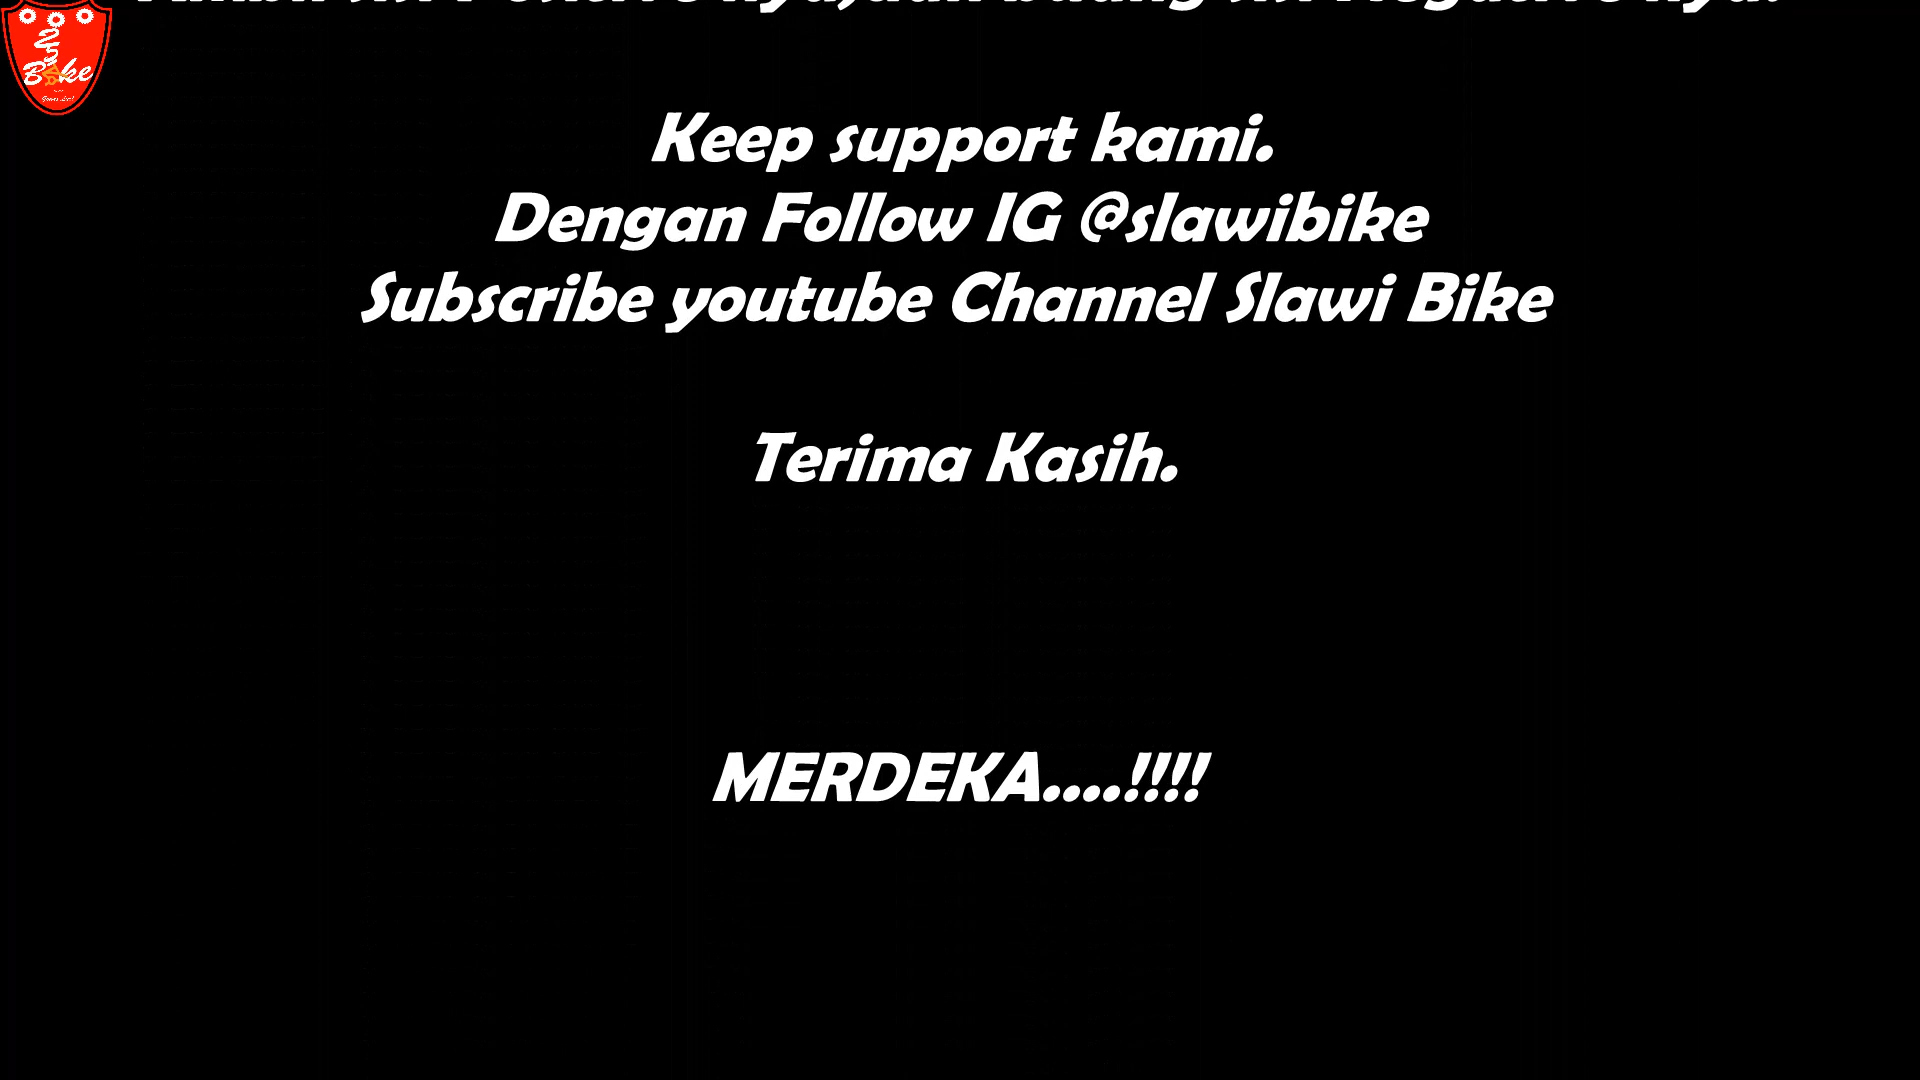 Keep support kami.
Dengan Follow IG @slawibike
Subscribe youtube Channel Slawi Bike
Terima Kasih.
MERDEKA....!!!!